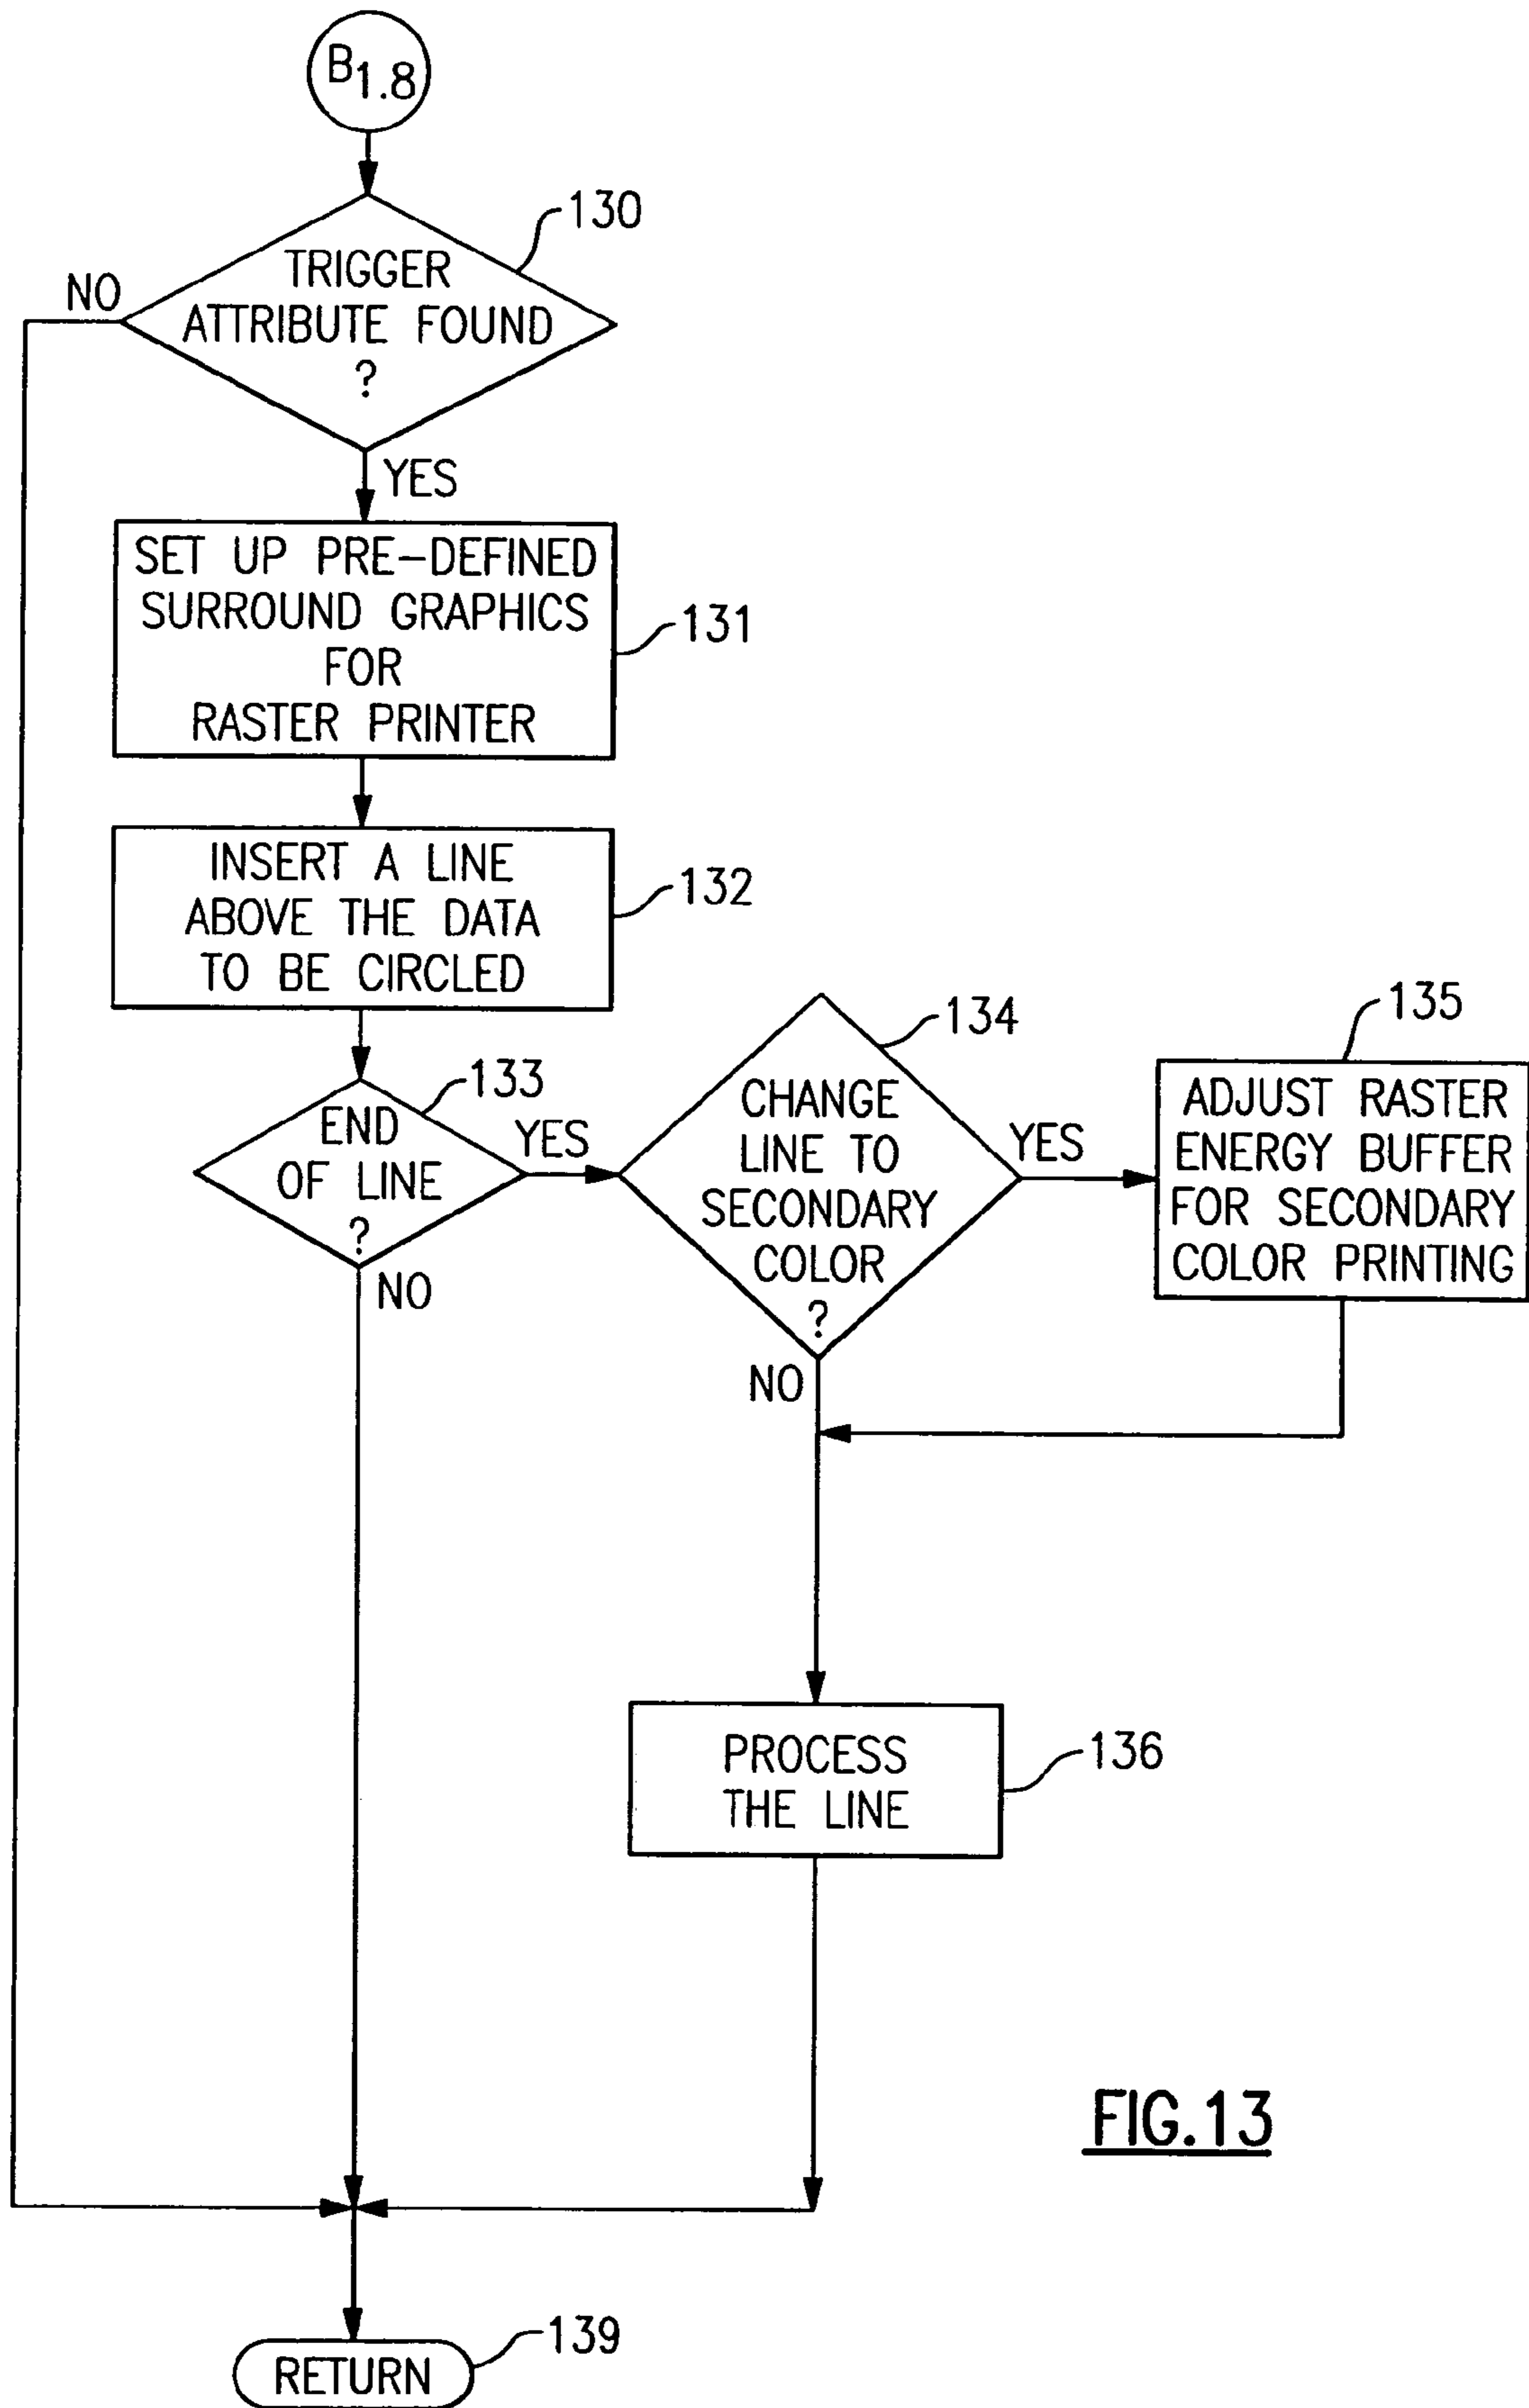 B1.8
130
TRIGGER
ATTRIBUTE FOUND
?
NO
YES
SET UP PRE-DEFINED
SURROUND GRAPHICS
FOR
RASTER PRINTER
131
INSERT A LINE
ABOVE THE DATA
TO BE CIRCLED
132
END
OF LINE
?
133
YES
NO
134
CHANGE
LINE TO
SECONDARY
COLOR
?
YES
NO
135
ADJUST RASTER
ENERGY BUFFER
FOR SECONDARY
COLOR PRINTING
PROCESS
THE LINE
136
FIG.13
RETURN
139